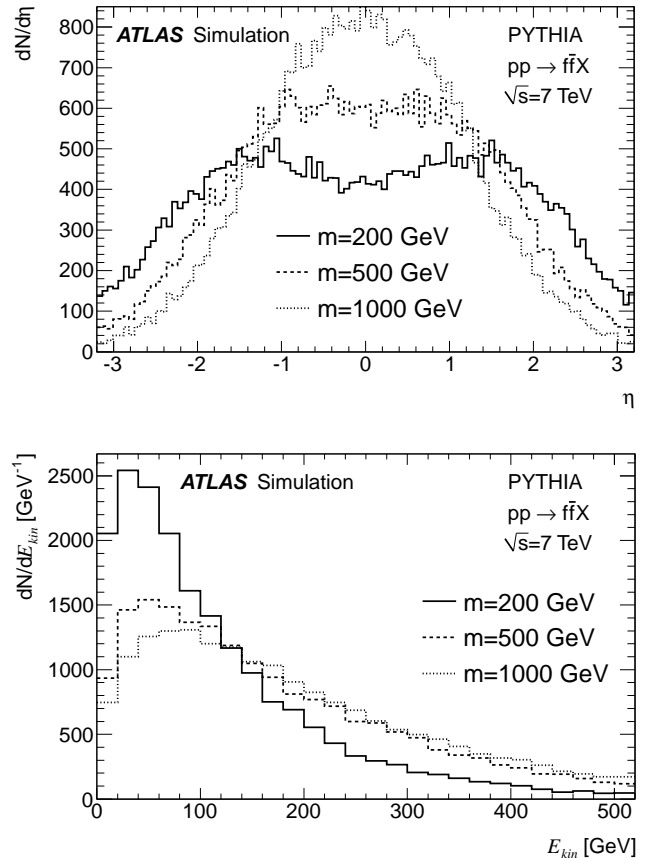 dN/dη
ATLAS Simulation
PYTHIA
pp → ff̄X
√s=7 TeV
800
700
600
500
400
300
200
100
0
m=200 GeV
m=500 GeV
m=1000 GeV
-3 -2 -1 0 1 2 3
η
dN/dE_kin [GeV⁻¹]
ATLAS Simulation
PYTHIA
pp → ff̄X
√s=7 TeV
2500
2000
1500
1000
500
0
m=200 GeV
m=500 GeV
m=1000 GeV
0 100 200 300 400 500
E_kin [GeV]